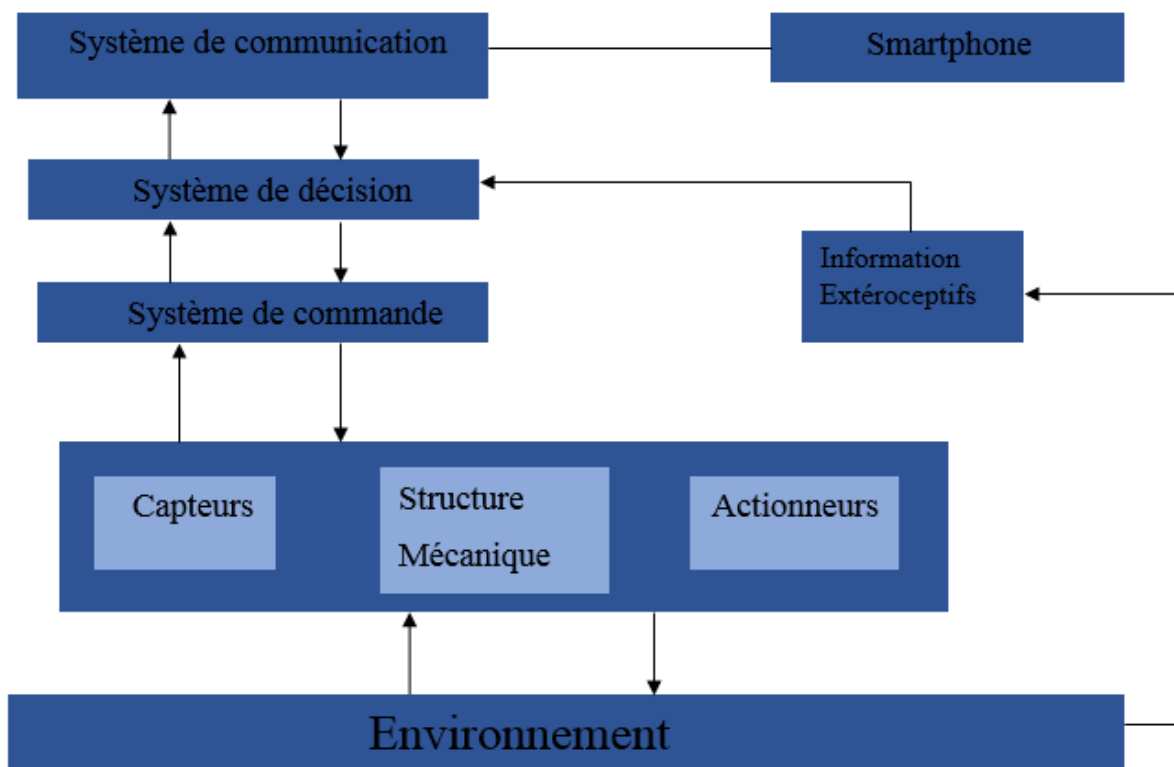 Système de communication
Smartphone
Système de décision
Information
Extéroceptifs
Système de commande
Capteurs
Structure
Mécanique
Actionneurs
Environnement